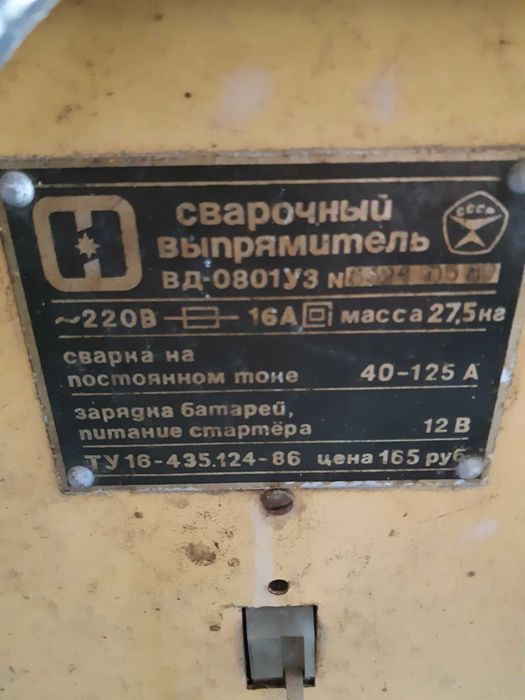 сварочный
СССР
выпрямитель
ВД-0801У3 N
~220В 16А масса 27,5кг
сварка на
постоянном токе 40-125 А
зарядка батарей,
питание стартёра 12 В
ТУ 16-435.124-86 цена 165 руб